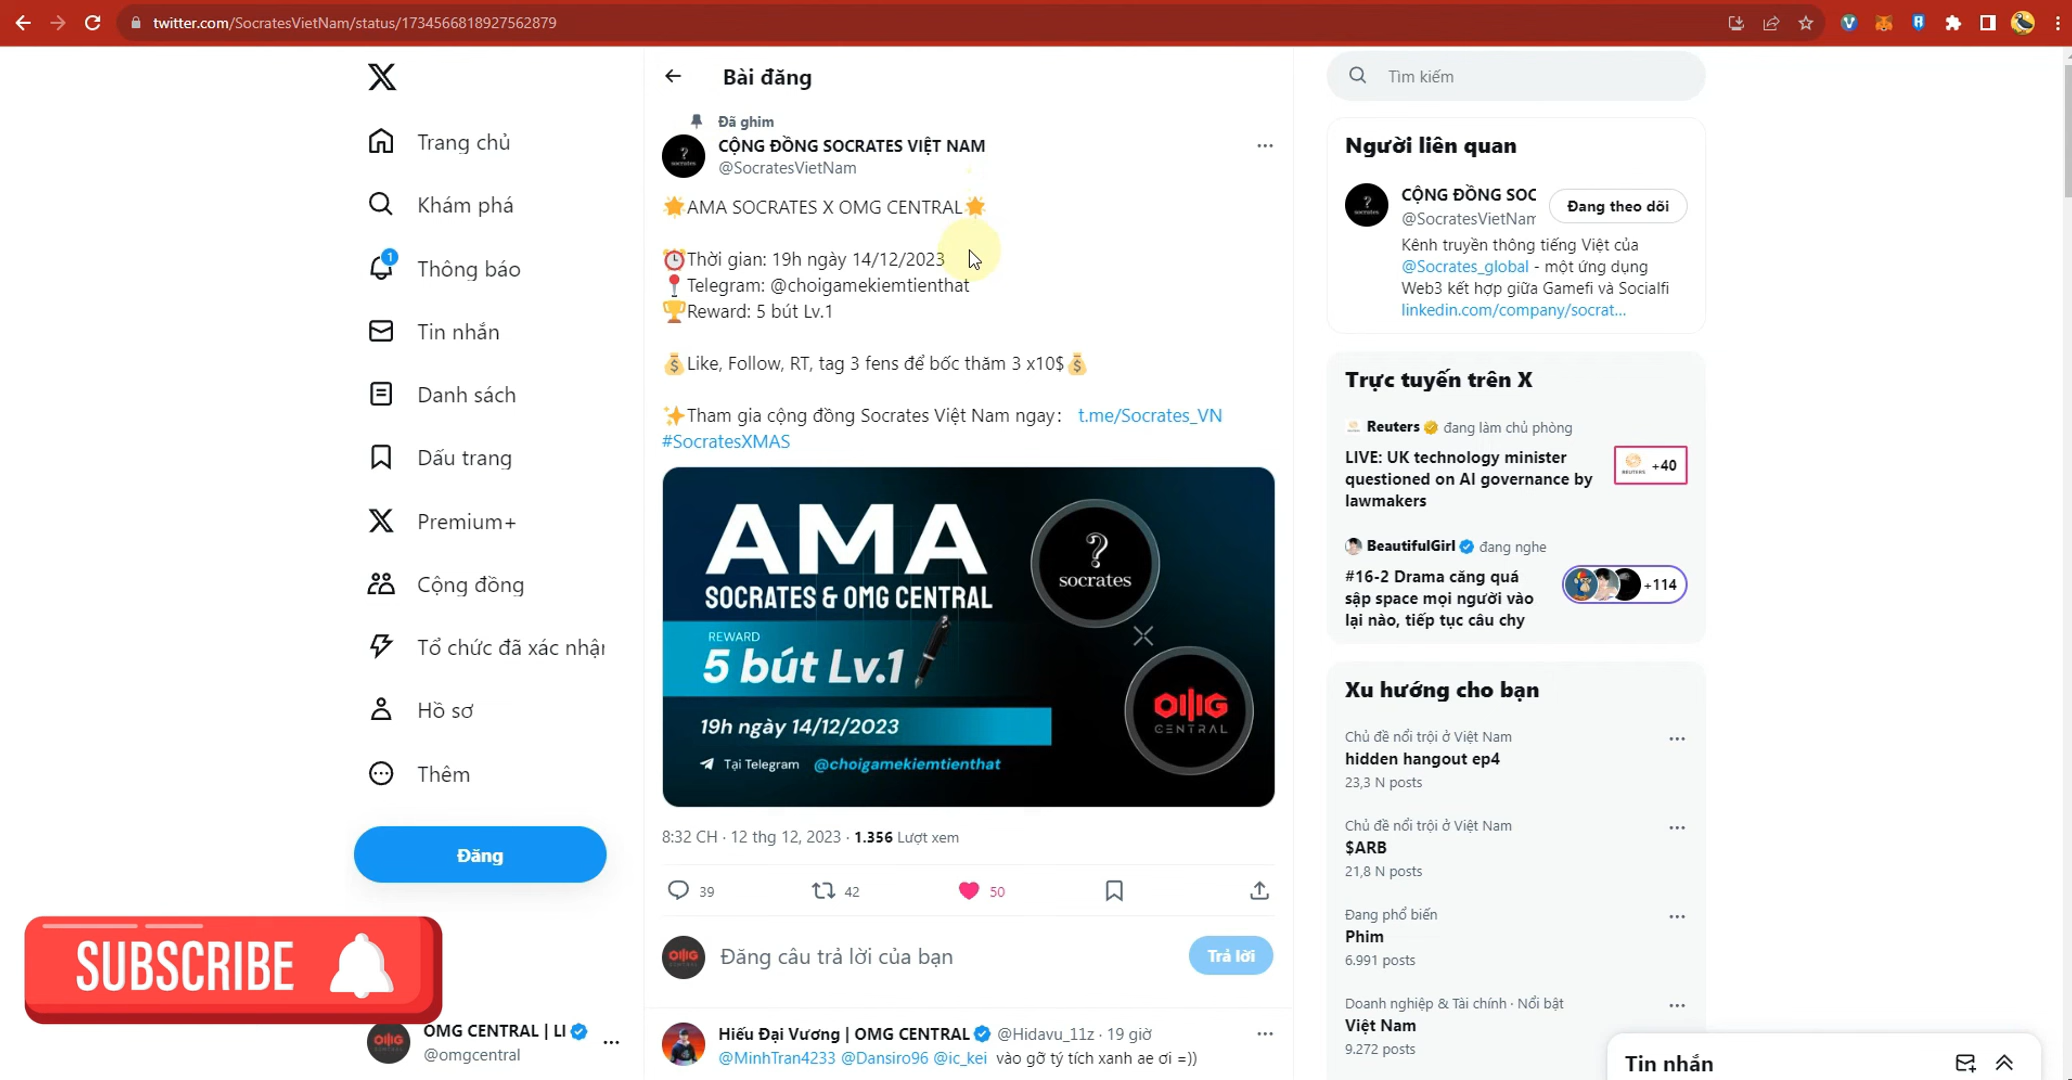 twitter.com/SocratesVietNam/status/1734566818927562879
Trang chủ
Khám phá
1
Thông báo
Tin nhắn
Danh sách
Dấu trang
Premium+
Cộng đồng
Tổ chức đã xác nhận
Hồ sơ
Thêm
Đăng
SUBSCRIBE
OMG CENTRAL | LI
@omgcentral
Bài đăng
Đã ghim
CỘNG ĐỒNG SOCRATES VIỆT NAM
@SocratesVietNam
🌟AMA SOCRATES X OMG CENTRAL🌟
⏰Thời gian: 19h ngày 14/12/2023
📍Telegram: @choigamekiemtienthat
🏆Reward: 5 bút Lv.1
💰Like, Follow, RT, tag 3 fens để bốc thăm 3 x10$💰
✨Tham gia cộng đồng Socrates Việt Nam ngay: t.me/Socrates_VN
#SocratesXMAS
AMA
SOCRATES & OMG CENTRAL
REWARD
5 bút Lv.1
19h ngày 14/12/2023
Tại Telegram @choigamekiemtienthat
?
socrates
OMG
CENTRAL
8:32 CH · 12 thg 12, 2023 · 1.356 Lượt xem
39 42 50
Đăng câu trả lời của bạn
Trả lời
Hiếu Đại Vương | OMG CENTRAL @Hidavu_11z · 19 giờ
@MinhTran4233 @Dansiro96 @ic_kei vào gỡ tý tích xanh ae ơi =))
Tìm kiếm
Người liên quan
CỘNG ĐỒNG SOC
@SocratesVietNam
Đang theo dõi
Kênh truyền thông tiếng Việt của
@Socrates_global - một ứng dụng
Web3 kết hợp giữa Gamefi và Socialfi
linkedin.com/company/socrat...
Trực tuyến trên X
Reuters đang làm chủ phòng
LIVE: UK technology minister
questioned on AI governance by
lawmakers
REUTERS +40
BeautifulGirl đang nghe
#16-2 Drama căng quá
sập space mọi người vào
lại nào, tiếp tục câu chy
+114
Xu hướng cho bạn
Chủ đề nổi trội ở Việt Nam
hidden hangout ep4
23,3 N posts
Chủ đề nổi trội ở Việt Nam
$ARB
21,8 N posts
Đang phổ biến
Phim
6.991 posts
Doanh nghiệp & Tài chính · Nổi bật
Việt Nam
9.272 posts
Tin nhắn